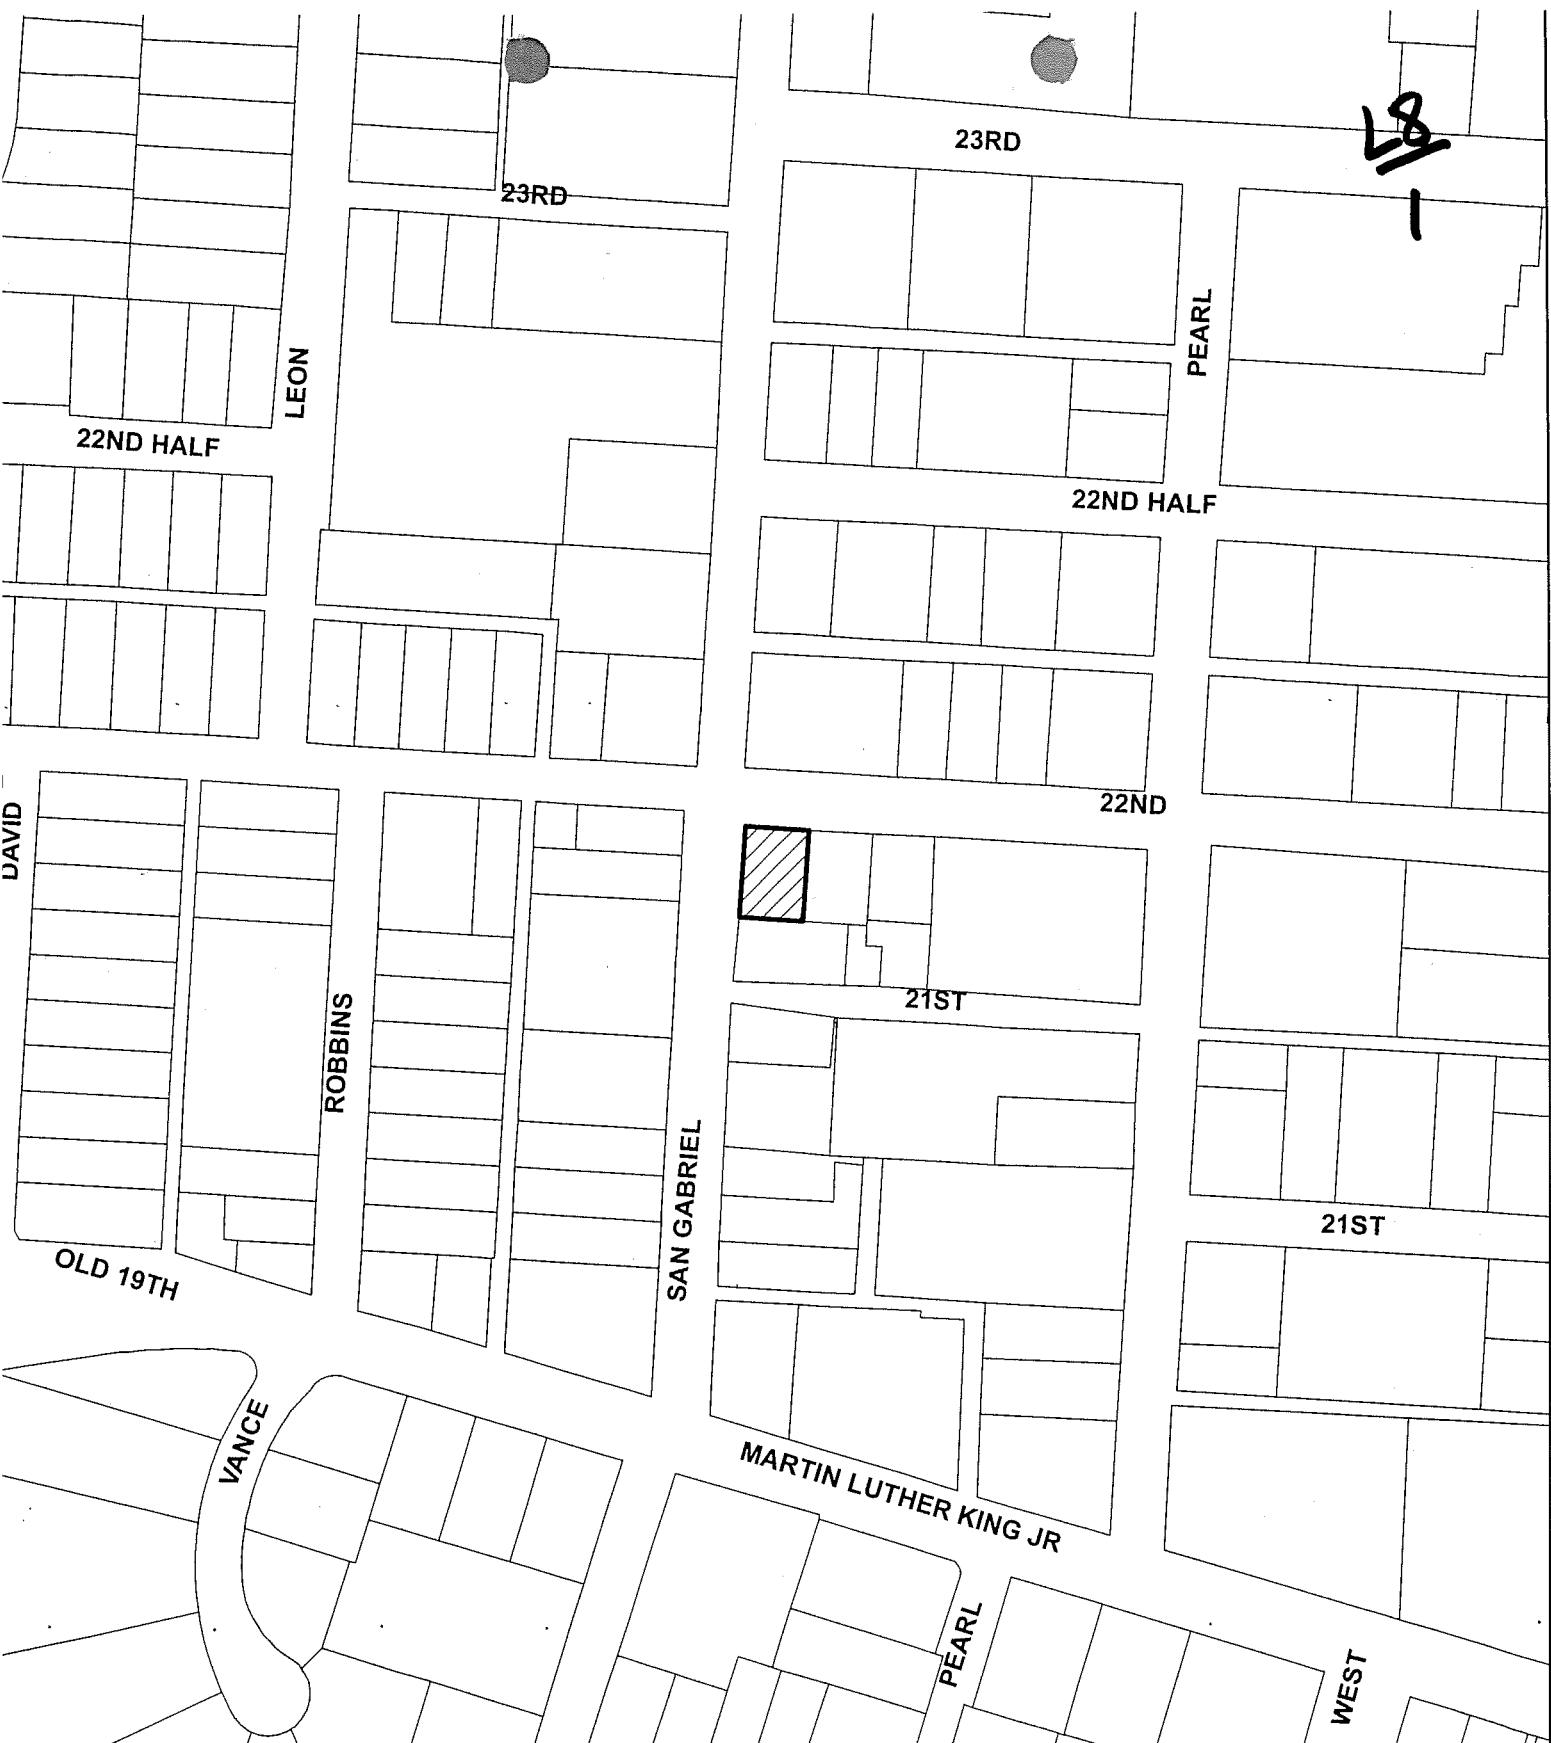 23RD
L8
1
23RD
PEARL
LEON
22ND HALF
22ND HALF
22ND
DAVID
21ST
ROBBINS
SAN GABRIEL
21ST
OLD 19TH
VANCE
MARTIN LUTHER KING JR
PEARL
WEST